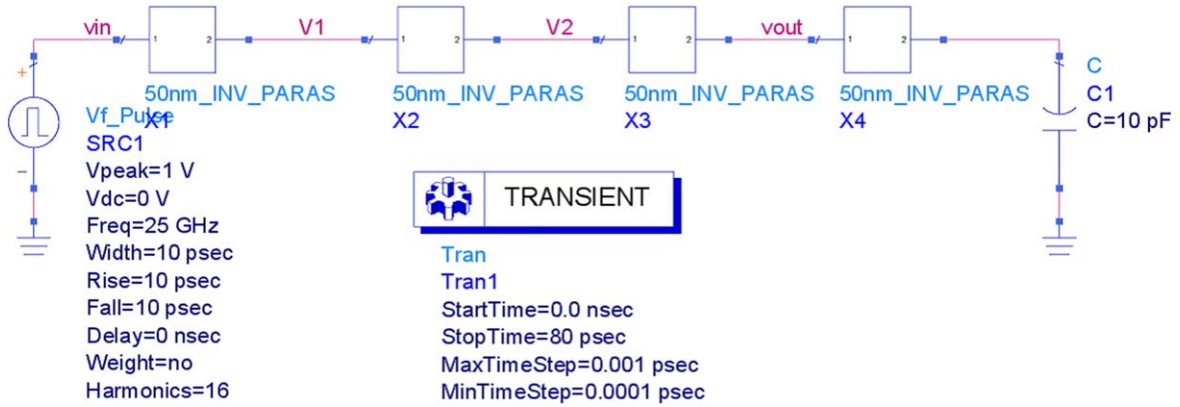 vin
V1
V2
vout
1 2
1 2
1 2
1 2
50nm_INV_PARAS
X1
50nm_INV_PARAS
X2
50nm_INV_PARAS
X3
50nm_INV_PARAS
X4
+
−
Vf_Pulse
SRC1
Vpeak=1 V
Vdc=0 V
Freq=25 GHz
Width=10 psec
Rise=10 psec
Fall=10 psec
Delay=0 nsec
Weight=no
Harmonics=16
TRANSIENT
Tran
Tran1
StartTime=0.0 nsec
StopTime=80 psec
MaxTimeStep=0.001 psec
MinTimeStep=0.0001 psec
C
C1
C=10 pF